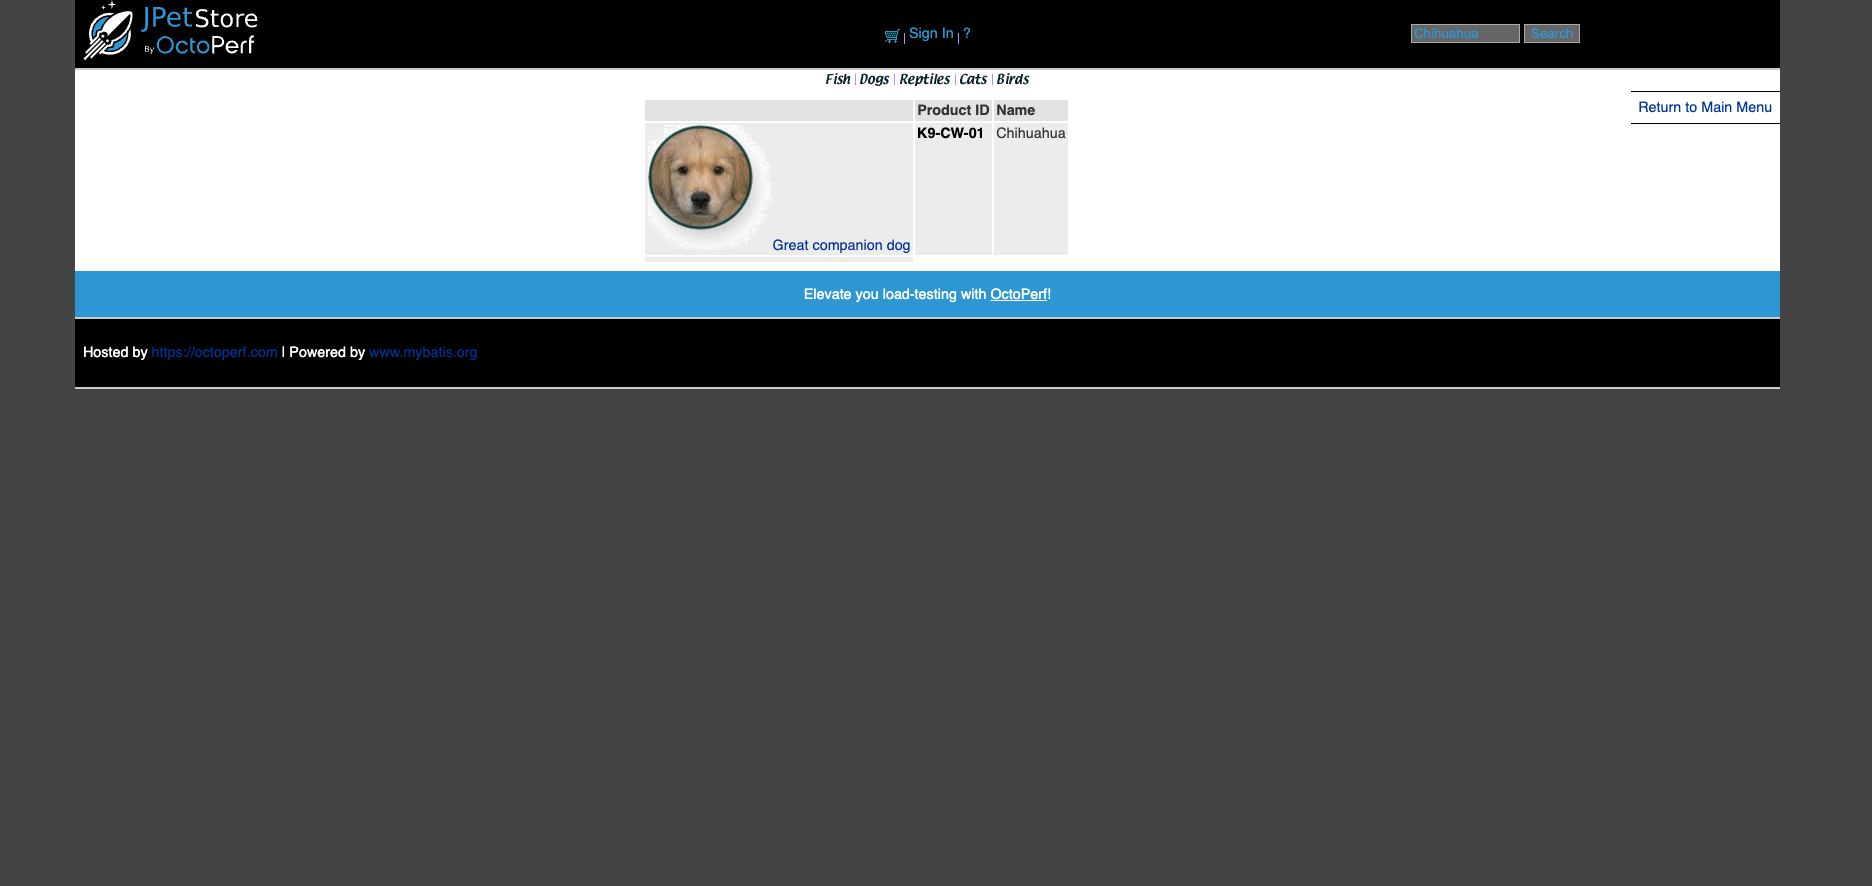 JPetStore
By OctoPerf
Sign In ?
Chihuahua Search
Fish Dogs Reptiles Cats Birds
Return to Main Menu
Product ID Name
K9-CW-01 Chihuahua
Great companion dog
Elevate you load-testing with OctoPerf!
Hosted by https://octoperf.com | Powered by www.mybatis.org